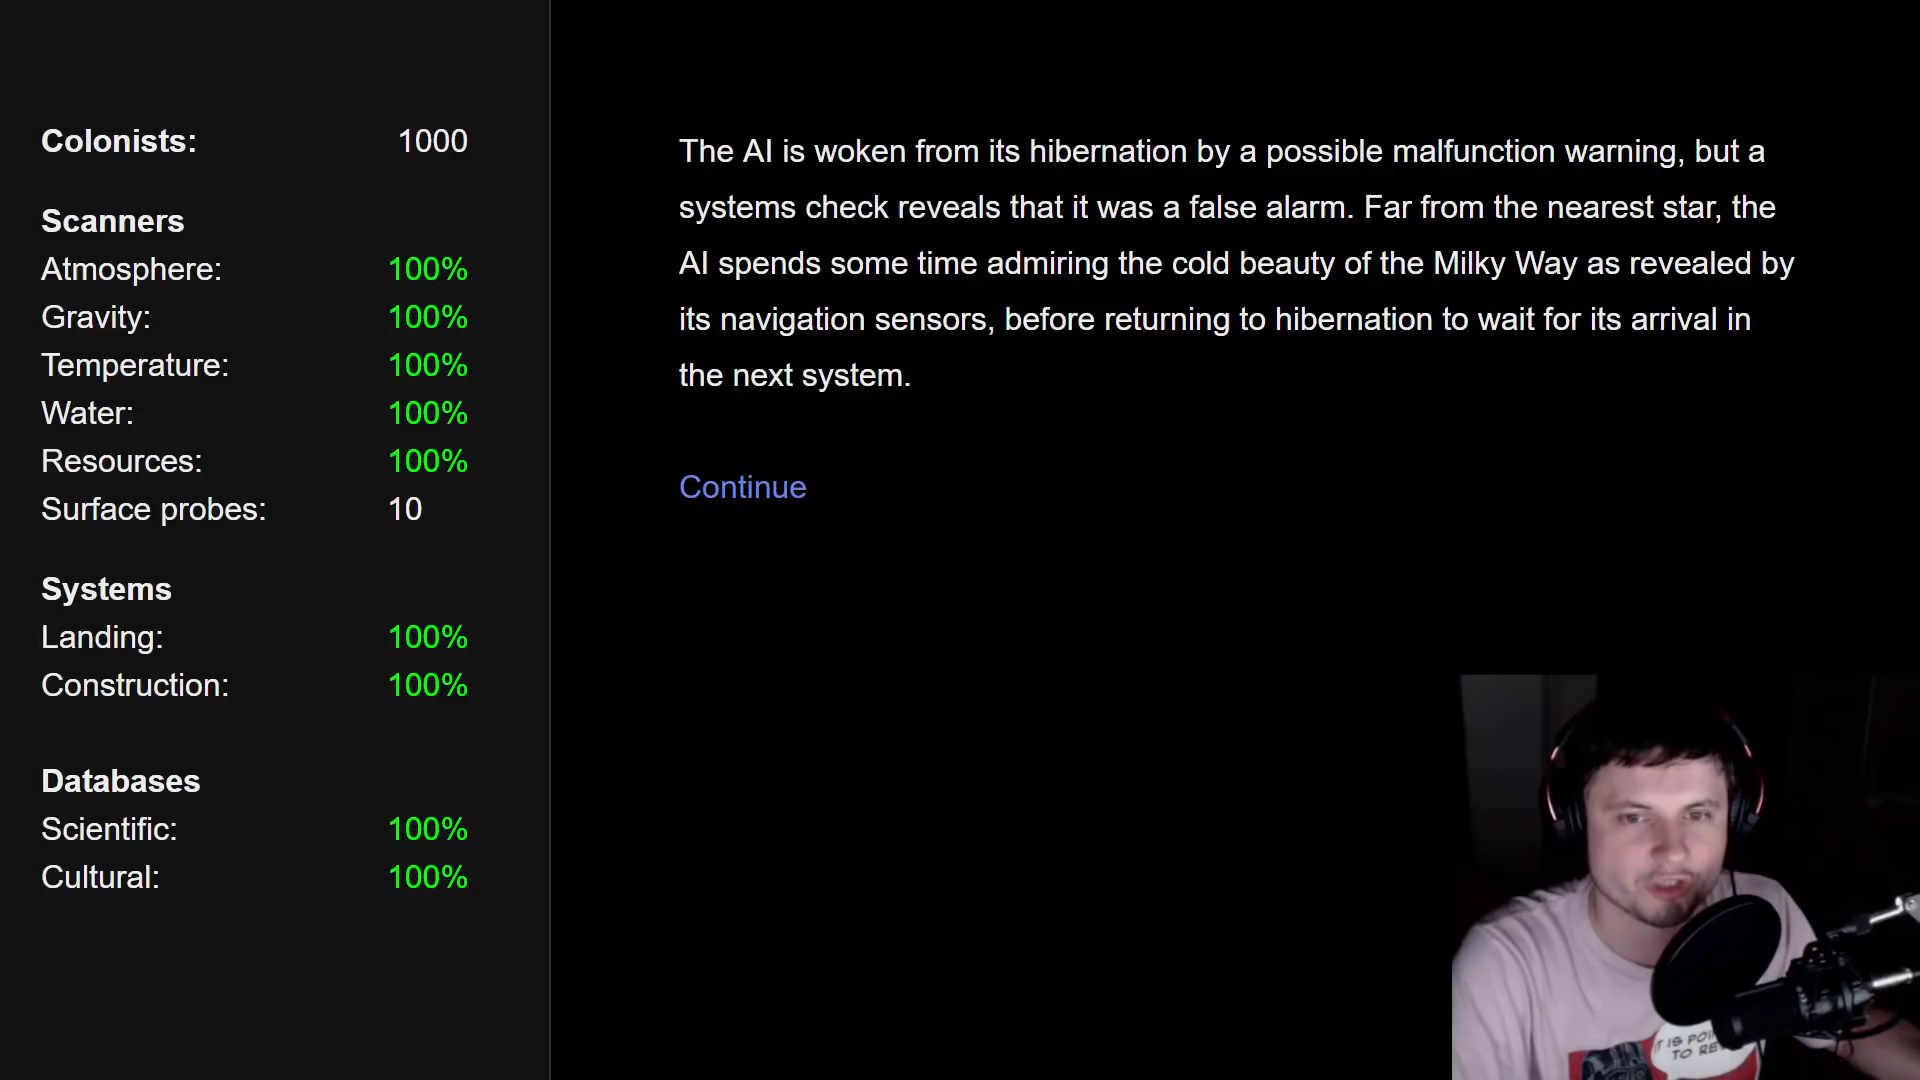 Colonists: 1000
Scanners
Atmosphere: 100%
Gravity: 100%
Temperature: 100%
Water: 100%
Resources: 100%
Surface probes: 10
Systems
Landing: 100%
Construction: 100%
Databases
Scientific: 100%
Cultural: 100%
The AI is woken from its hibernation by a possible malfunction warning, but a
systems check reveals that it was a false alarm. Far from the nearest star, the
AI spends some time admiring the cold beauty of the Milky Way as revealed by
its navigation sensors, before returning to hibernation to wait for its arrival in
the next system.
Continue
IS
TO